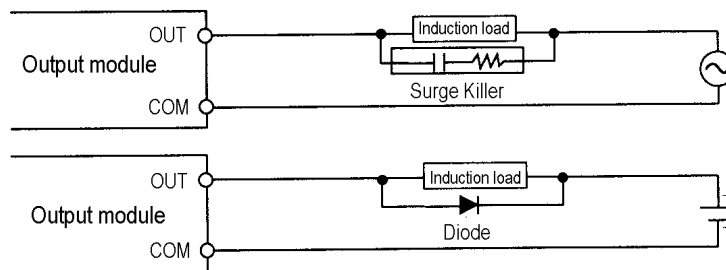 OUT
Induction load
Output module
Surge Killer
COM
OUT
Induction load
Output module
Diode
COM